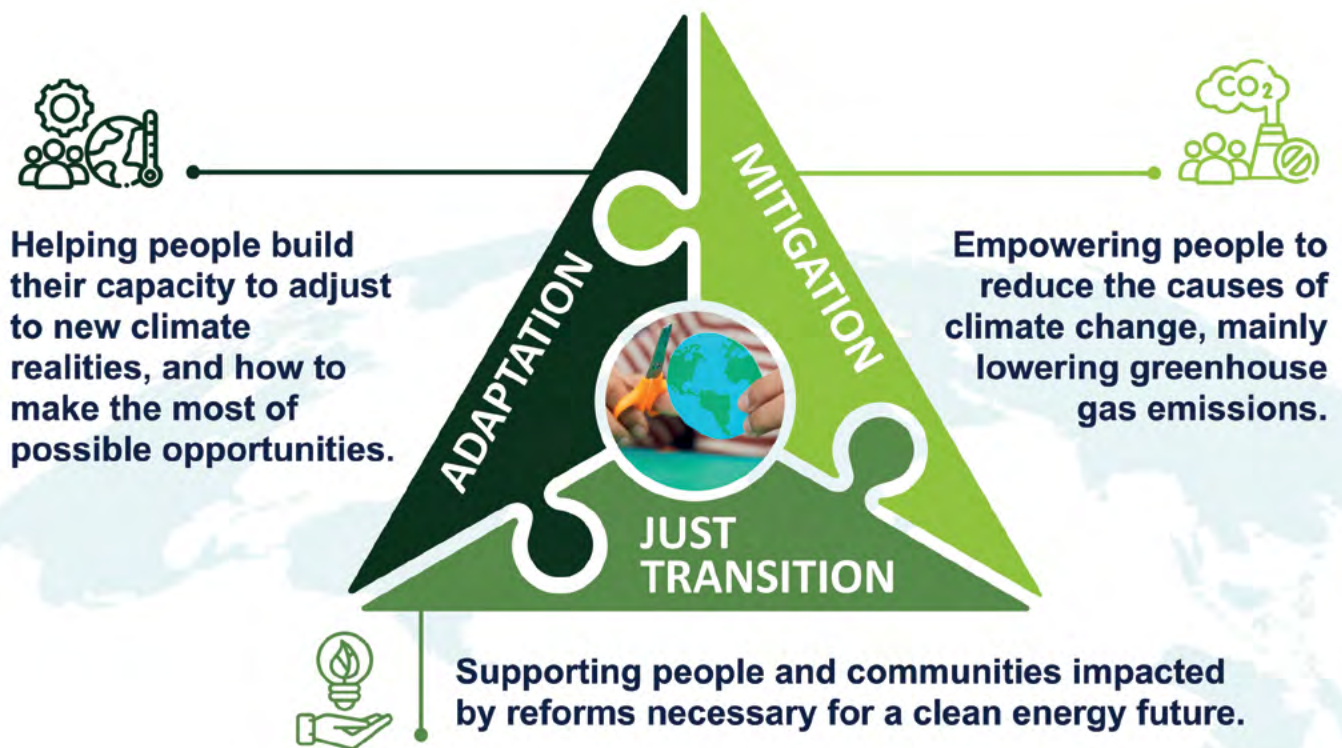 CO2
Helping people build
their capacity to adjust
to new climate
realities, and how to
make the most of
possible opportunities.
ADAPTATION
MITIGATION
Empowering people to
reduce the causes of
climate change, mainly
lowering greenhouse
gas emissions.
JUST
TRANSITION
Supporting people and communities impacted
by reforms necessary for a clean energy future.